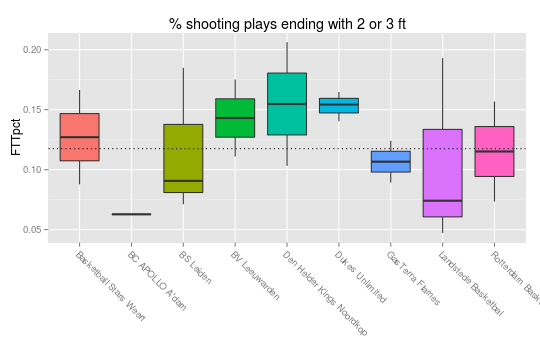 % shooting plays ending with 2 or 3 ft
FTTpct
0.20
0.15
0.10
0.05
Basketball Stars Weert
BC APOLLO A'dam
BS Leiden
BV Leeuwarden
Den Helder Kings Noordkop
Dukes Unlimited
GasTerra Flames
Landstede Basketbal
Rotterdam Bask